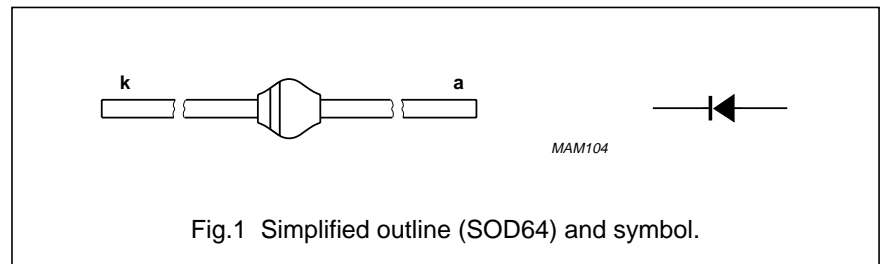 k
a
MAM104
Fig.1 Simplified outline (SOD64) and symbol.